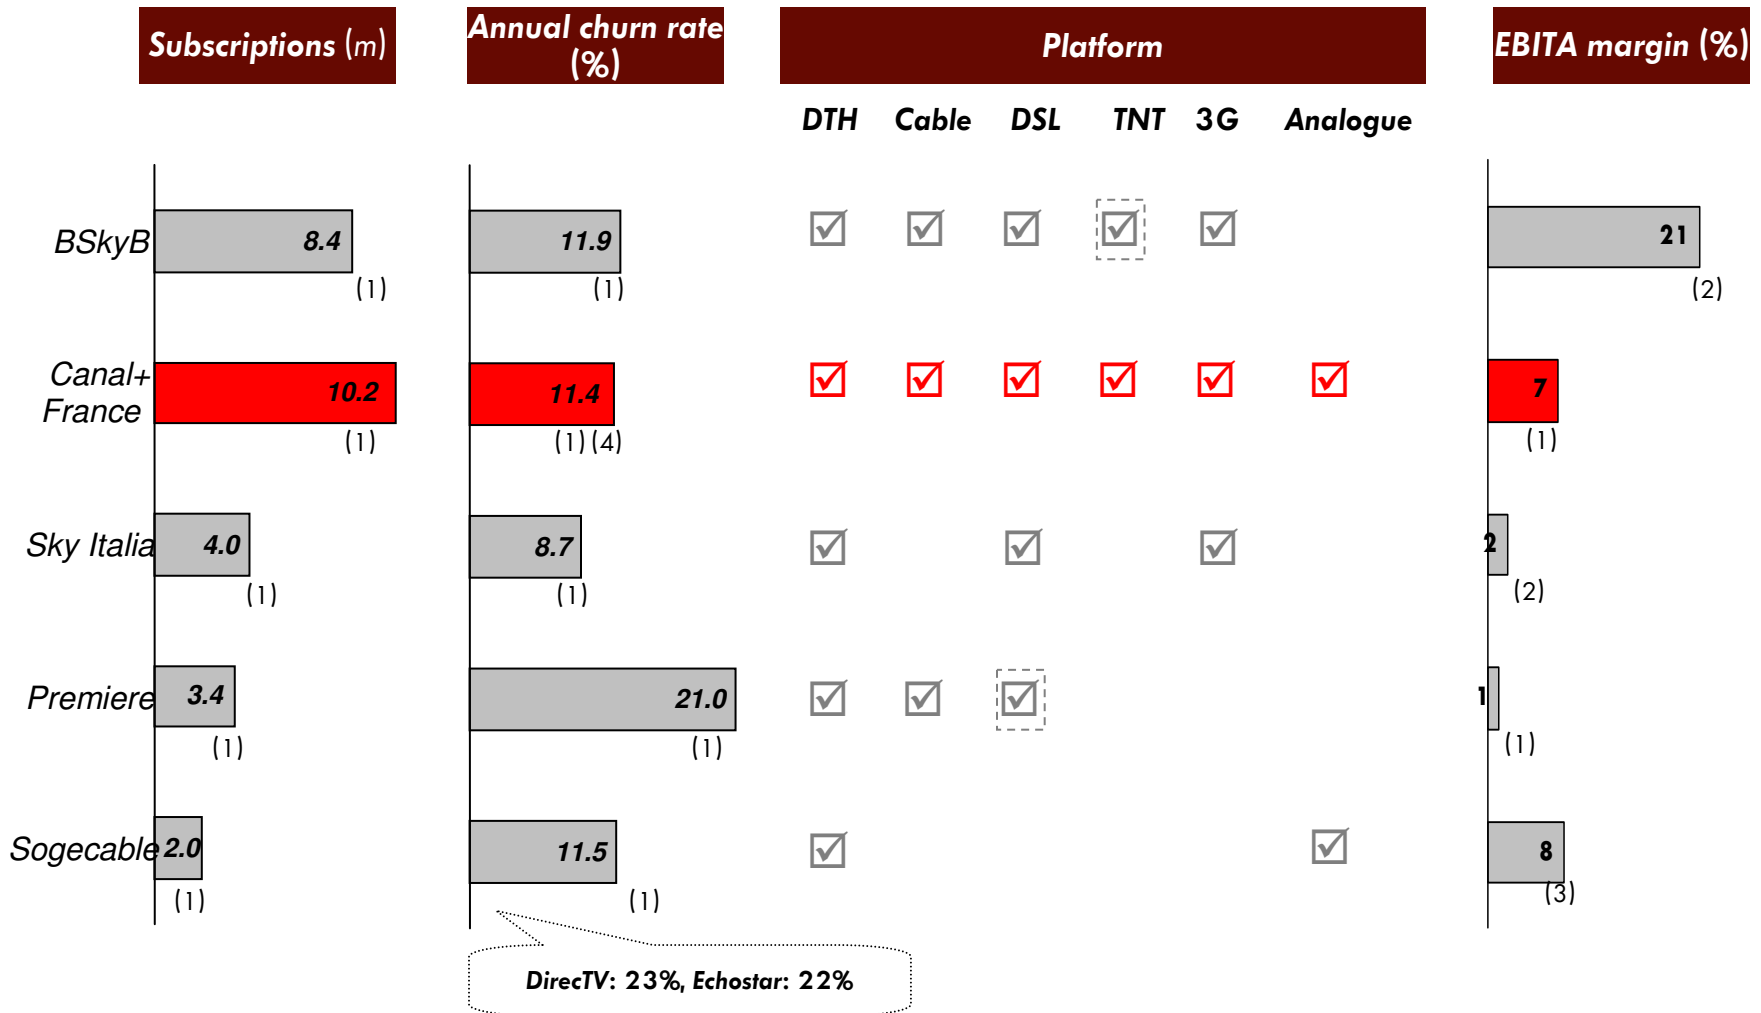 Subscriptions (m)
Annual churn rate (%)
Platform
EBITA margin (%)
DTH Cable DSL TNT 3G Analogue
BSkyB 8.4 11.9 21
(1) (1) (2)
Canal+ France 10.2 11.4 7
(1) (1) (4) (1)
Sky Italia 4.0 8.7 2
(1) (1) (2)
Premiere 3.4 21.0 1
(1) (1) (1)
Sogecable 2.0 11.5 8
(1) (1) (3)
DirecTV: 23%, Echostar: 22%